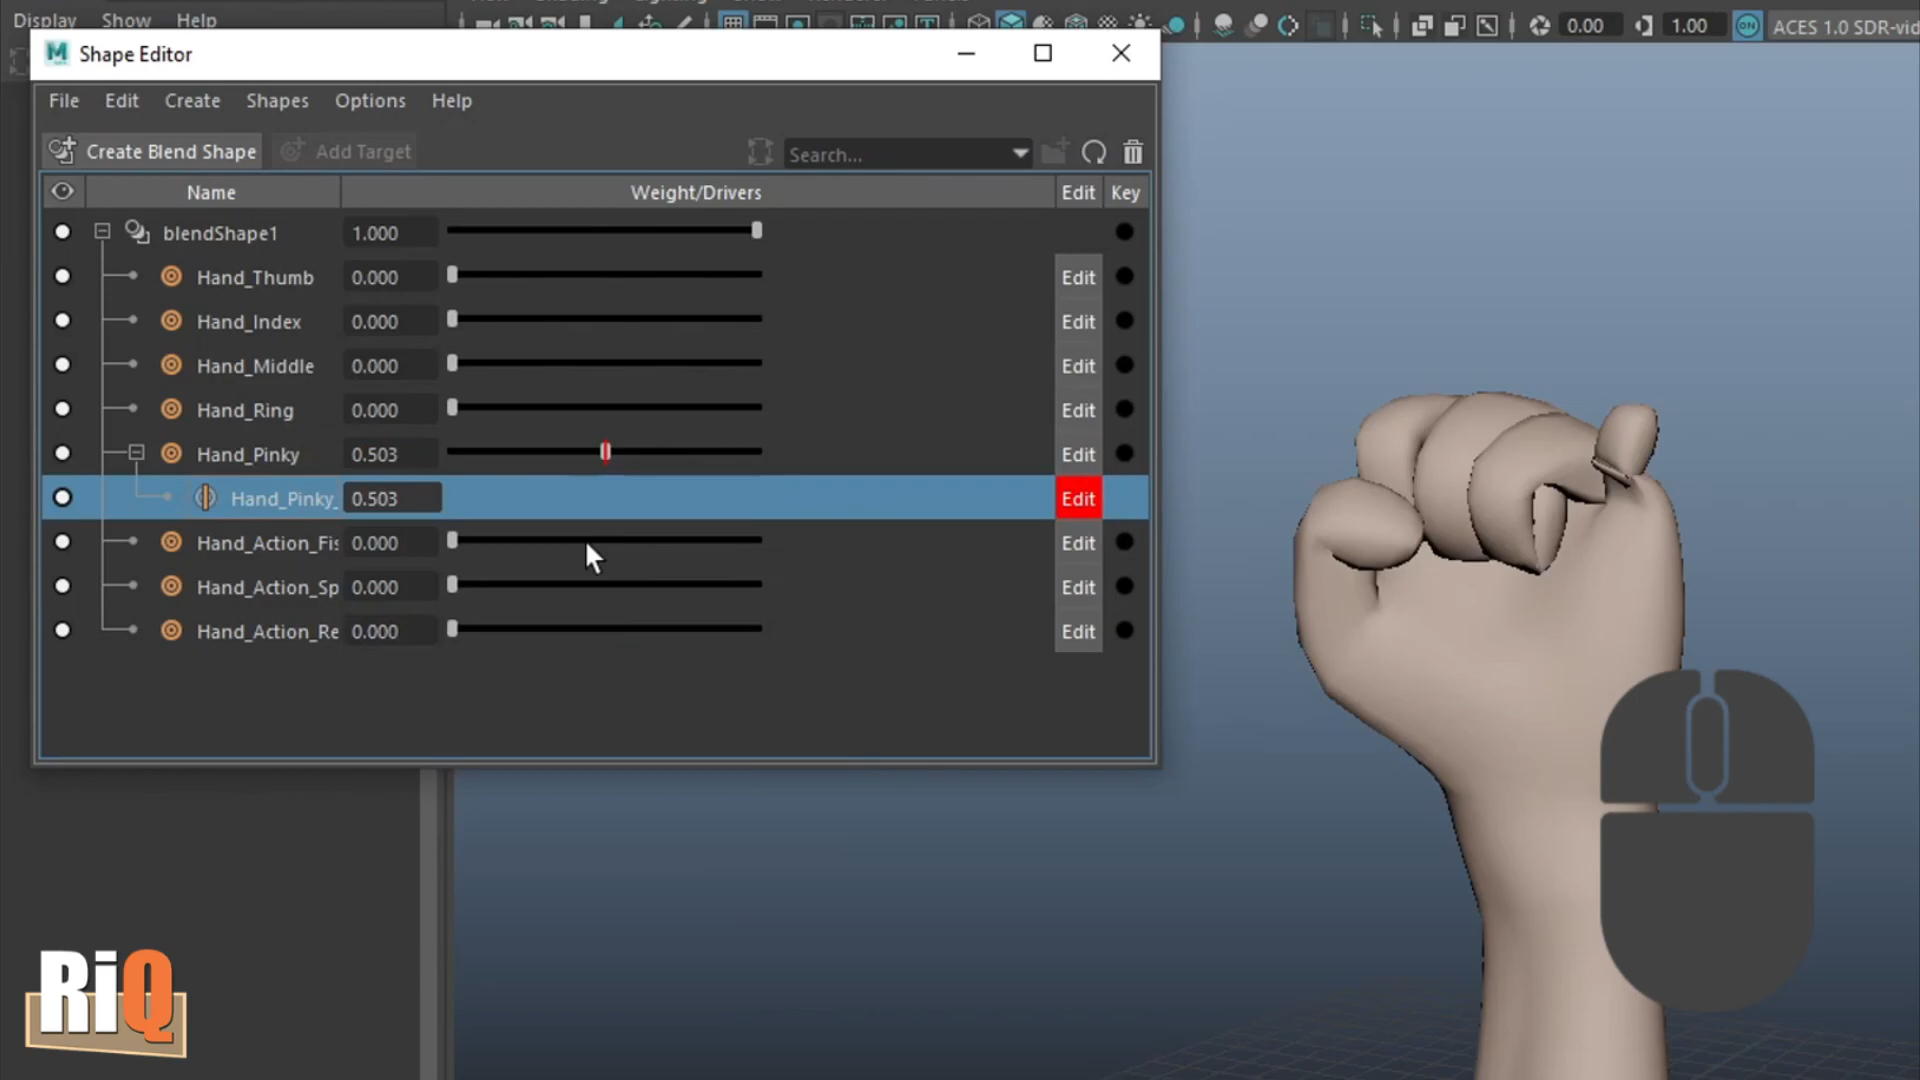 Display Show Help
0.00 1.00 ON ACES 1.0 SDR-vid
M Shape Editor
File Edit Create Shapes Options Help
Create Blend Shape Add Target Search...
Name Weight/Drivers Edit Key
blendShape1 1.000
Hand_Thumb 0.000 Edit
Hand_Index 0.000 Edit
Hand_Middle 0.000 Edit
Hand_Ring 0.000 Edit
Hand_Pinky 0.503 Edit
Hand_Pinky_ 0.503 Edit
Hand_Action_Fis 0.000 Edit
Hand_Action_Sp 0.000 Edit
Hand_Action_Re 0.000 Edit
RiQ